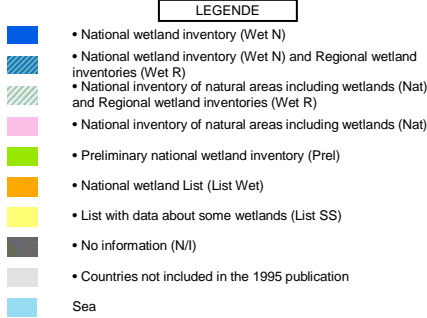 LEGENDE
• National wetland inventory (Wet N)
• National wetland inventory (Wet N) and Regional wetland
inventories (Wet R)
• National inventory of natural areas including wetlands (Nat)
and Regional wetland inventories (Wet R)
• National inventory of natural areas including wetlands (Nat)
• Preliminary national wetland inventory (Prel)
• National wetland List (List Wet)
• List with data about some wetlands (List SS)
• No information (N/I)
• Countries not included in the 1995 publication
Sea